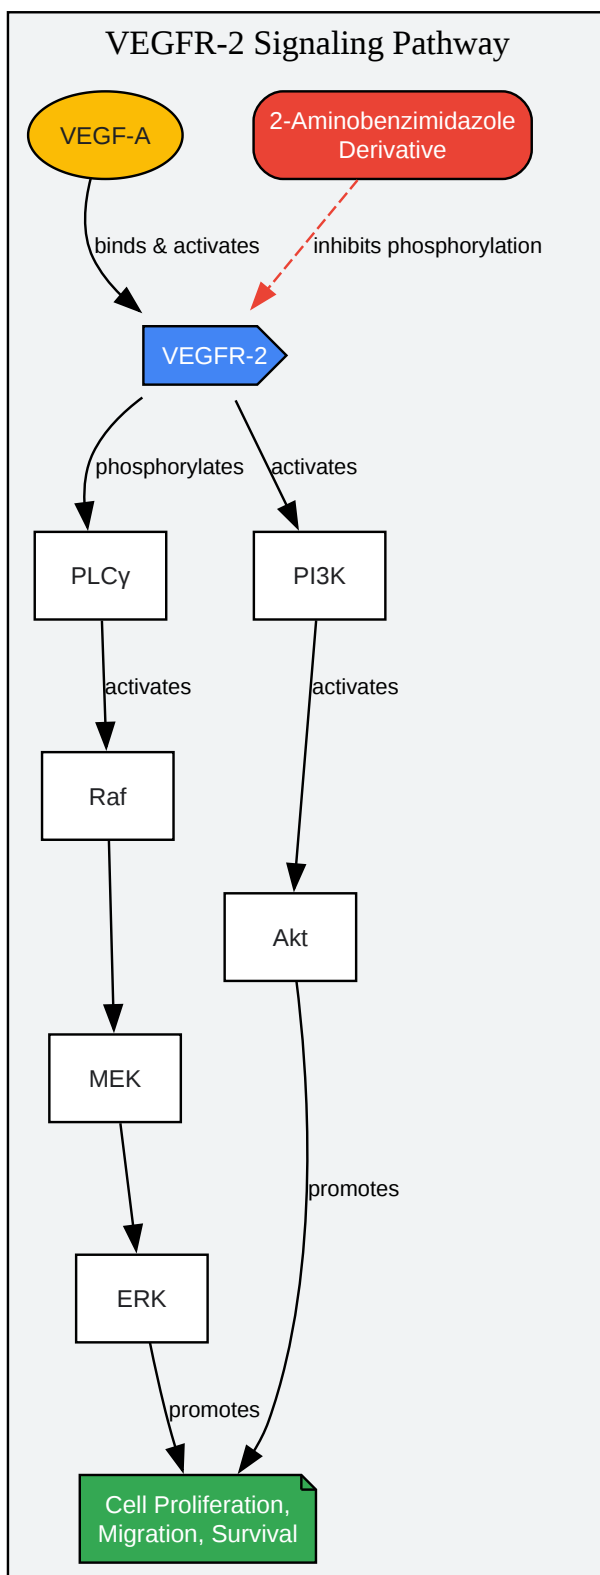 VEGFR-2 Signaling Pathway
VEGF-A
2-Aminobenzimidazole
Derivative
binds & activates
inhibits phosphorylation
VEGFR-2
phosphorylates
activates
PLCγ
PI3K
activates
activates
Raf
Akt
MEK
promotes
ERK
promotes
Cell Proliferation,
Migration, Survival